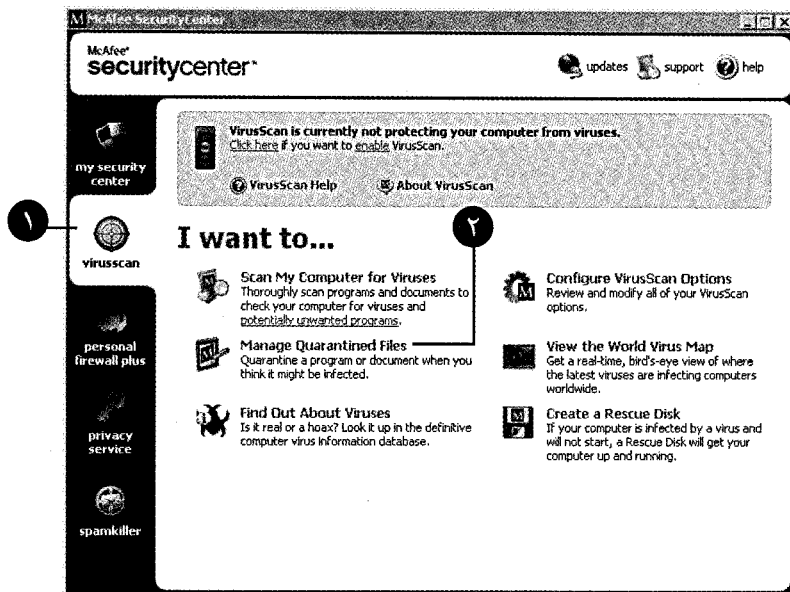 McAfee SecurityCenter
McAfee®
securitycenter™
updates support help
my security
center
VirusScan is currently not protecting your computer from viruses.
Click here if you want to enable VirusScan.
VirusScan Help About VirusScan
١
virusscan
٢
I want to...
Scan My Computer for Viruses
Thoroughly scan programs and documents to
check your computer for viruses and
potentially unwanted programs.
Configure VirusScan Options
Review and modify all of your VirusScan
options.
personal
firewall plus
Manage Quarantined Files
Quarantine a program or document when you
think it might be infected.
View the World Virus Map
Get a real-time, bird's-eye view of where
the latest viruses are infecting computers
worldwide.
privacy
service
Find Out About Viruses
Is it real or a hoax? Look it up in the definitive
computer virus information database.
Create a Rescue Disk
If your computer is infected by a virus and
will not start, a Rescue Disk will get your
computer up and running.
spamkiller